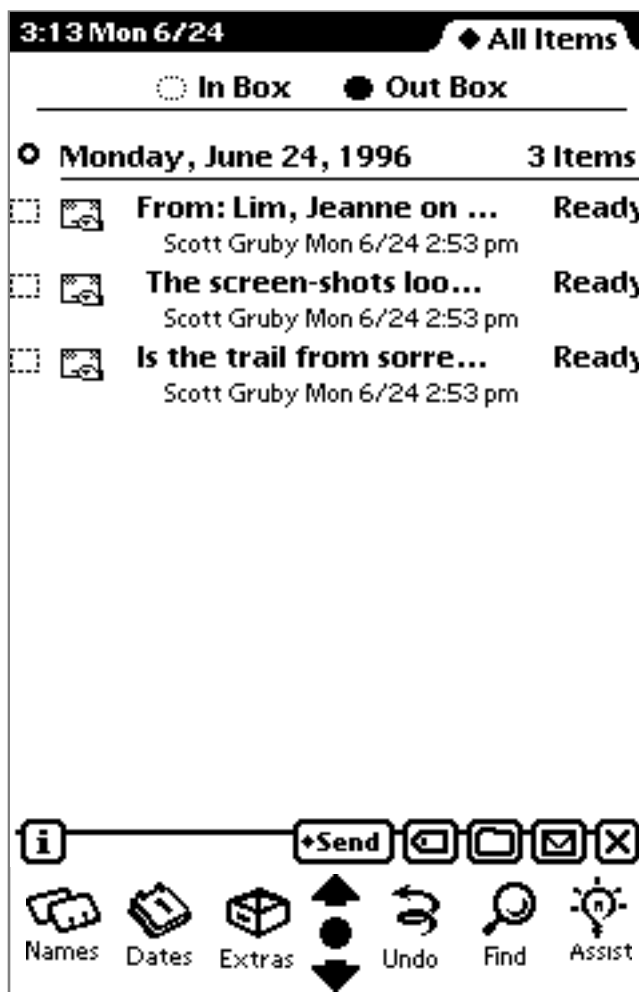 3:13 Mon 6/24 All Items
In Box Out Box
Monday, June 24, 1996 3 Items
From: Lim, Jeanne on ... Ready
Scott Gruby Mon 6/24 2:53 pm
The screen-shots loo... Ready
Scott Gruby Mon 6/24 2:53 pm
Is the trail from sorre... Ready
Scott Gruby Mon 6/24 2:53 pm
i Send
Names Dates Extras Undo Find Assist